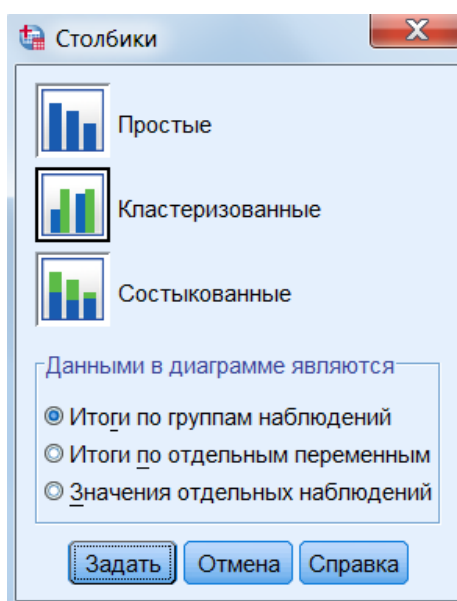 Столбики
Простые
Кластеризованные
Состыкованные
Данными в диаграмме являются
Итоги по группам наблюдений
Итоги по отдельным переменным
Значения отдельных наблюдений
Задать Отмена Справка